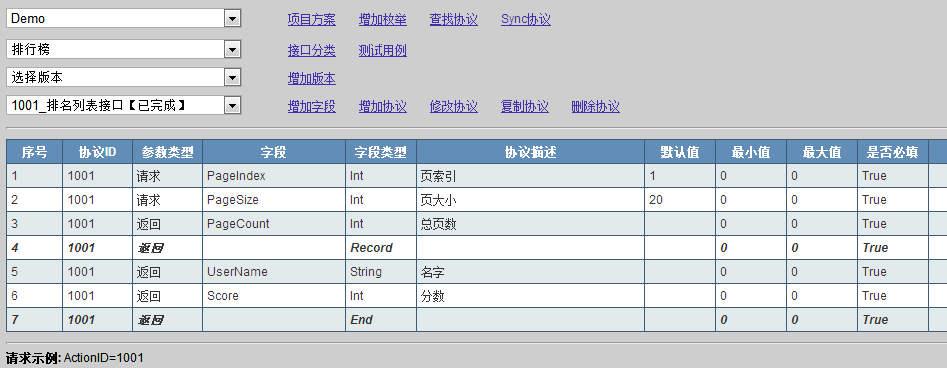 Demo 项目方案 增加枚举 查找协议 Sync协议
排行榜 接口分类 测试用例
选择版本 增加版本
1001_排名列表接口【已完成】 增加字段 增加协议 修改协议 复制协议 删除协议
序号 协议ID 参数类型 字段 字段类型 协议描述 默认值 最小值 最大值 是否必填
1 1001 请求 PageIndex Int 页索引 1 0 0 True
2 1001 请求 PageSize Int 页大小 20 0 0 True
3 1001 返回 PageCount Int 总页数 0 0 True
4 1001 返回 Record 0 0 True
5 1001 返回 UserName String 名字 0 0 True
6 1001 返回 Score Int 分数 0 0 True
7 1001 返回 End 0 0 True
请求示例: ActionID=1001